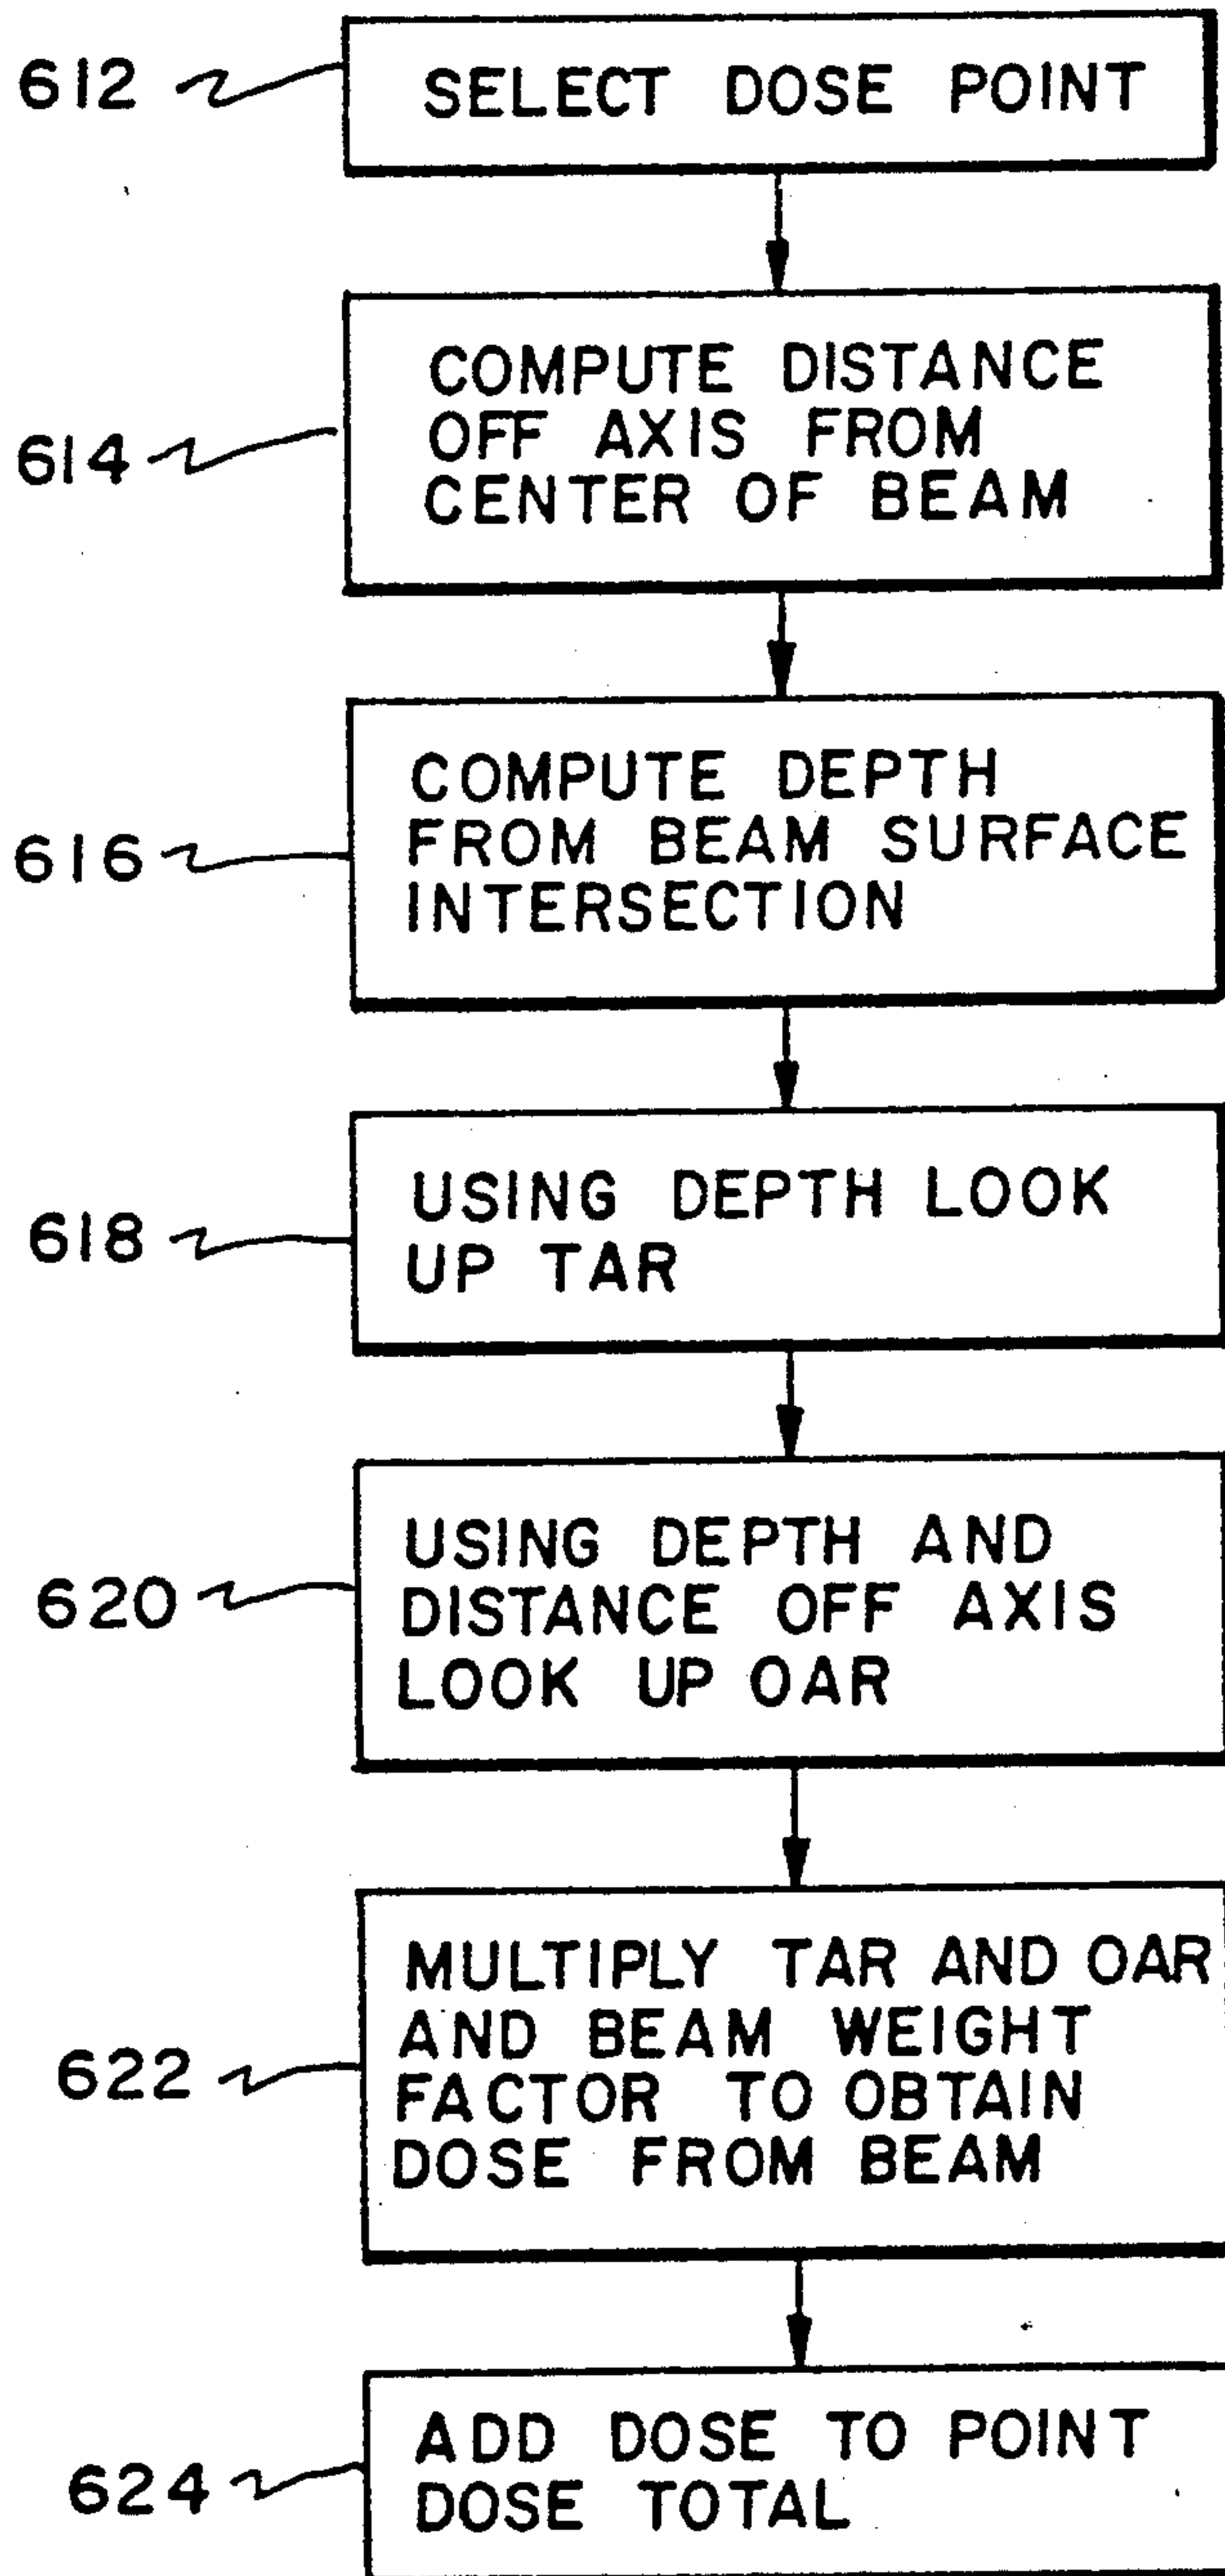 612
SELECT DOSE POINT
614
COMPUTE DISTANCE
OFF AXIS FROM
CENTER OF BEAM
616
COMPUTE DEPTH
FROM BEAM SURFACE
INTERSECTION
618
USING DEPTH LOOK
UP TAR
620
USING DEPTH AND
DISTANCE OFF AXIS
LOOK UP OAR
622
MULTIPLY TAR AND OAR
AND BEAM WEIGHT
FACTOR TO OBTAIN
DOSE FROM BEAM
624
ADD DOSE TO POINT
DOSE TOTAL